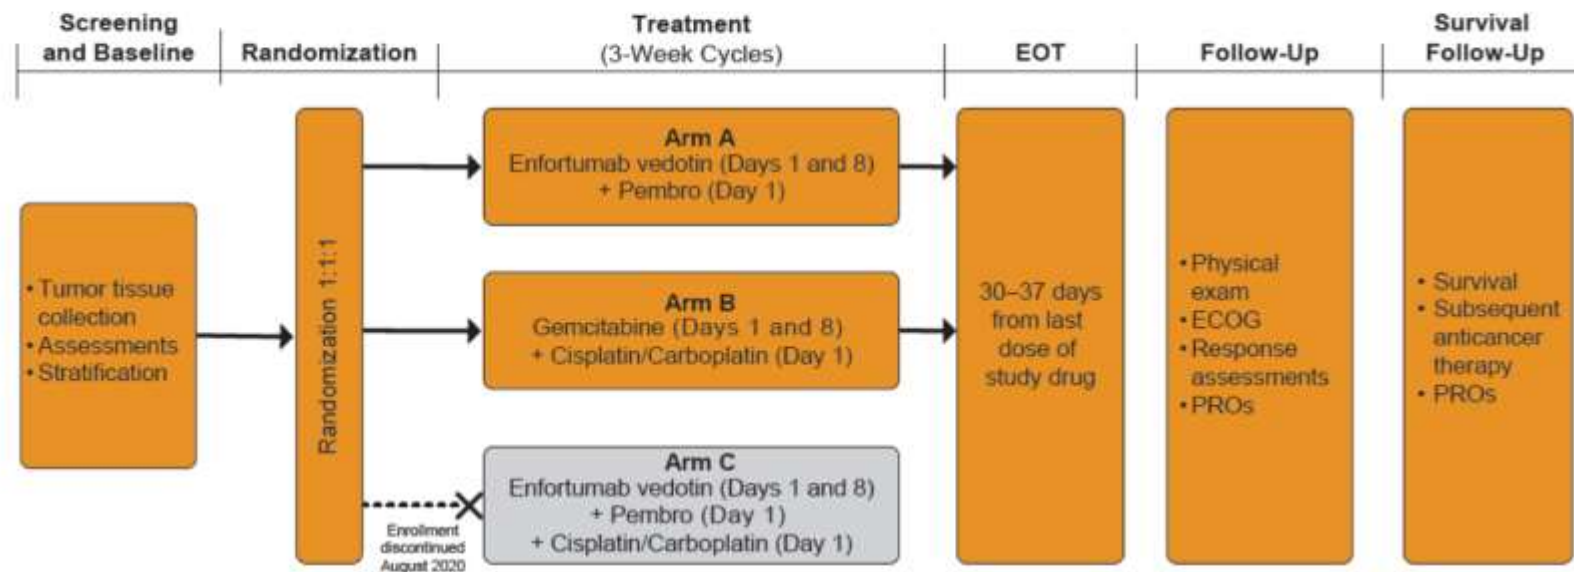 Screening
and Baseline
Randomization
Treatment
(3-Week Cycles)
EOT
Follow-Up
Survival
Follow-Up
• Tumor tissue
collection
• Assessments
• Stratification
Randomization 1:1:1
Arm A
Enfortumab vedotin (Days 1 and 8)
+ Pembro (Day 1)
Arm B
Gemcitabine (Days 1 and 8)
+ Cisplatin/Carboplatin (Day 1)
Enrollment
discontinued
August 2020
Arm C
Enfortumab vedotin (Days 1 and 8)
+ Pembro (Day 1)
+ Cisplatin/Carboplatin (Day 1)
30–37 days
from last
dose of
study drug
• Physical
exam
• ECOG
• Response
assessments
• PROs
• Survival
• Subsequent
anticancer
therapy
• PROs